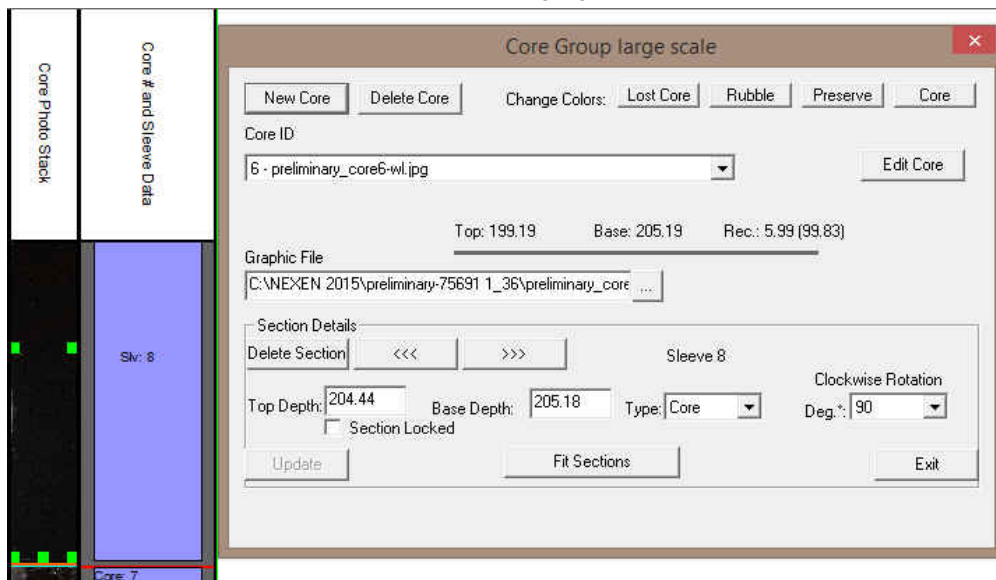 Core Photo Stack
Core # and Sleeve Data
Slv: 8
Core: 7
Core Group large scale
New Core Delete Core Change Colors: Lost Core Rubble Preserve Core
Core ID
6 - preliminary_core6-wl.jpg Edit Core
Top: 199.19 Base: 205.19 Rec.: 5.99 (99.83)
Graphic File
C:\NEXEN 2015\preliminary-75691 1_36\preliminary_core ...
Section Details
Delete Section <<< >>> Sleeve 8
Clockwise Rotation
Top Depth: 204.44 Base Depth: 205.18 Type: Core Deg.*: 90
Section Locked
Update Fit Sections Exit